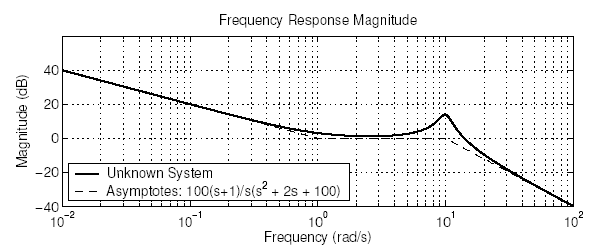 Frequency Response Magnitude
Magnitude (dB)
40
20
0
−20
−40
Unknown System
Asymptotes: 100(s+1)/s(s² + 2s + 100)
10⁻²
10⁻¹
10⁰
10¹
10²
Frequency (rad/s)